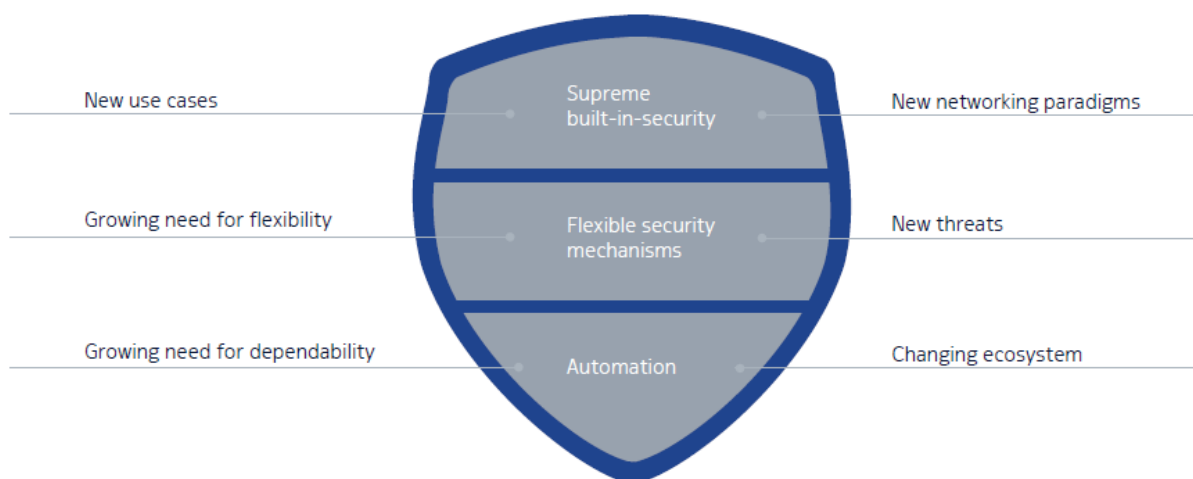 New use cases
Supreme
built-in-security
New networking paradigms
Growing need for flexibility
Flexible security
mechanisms
New threats
Growing need for dependability
Automation
Changing ecosystem